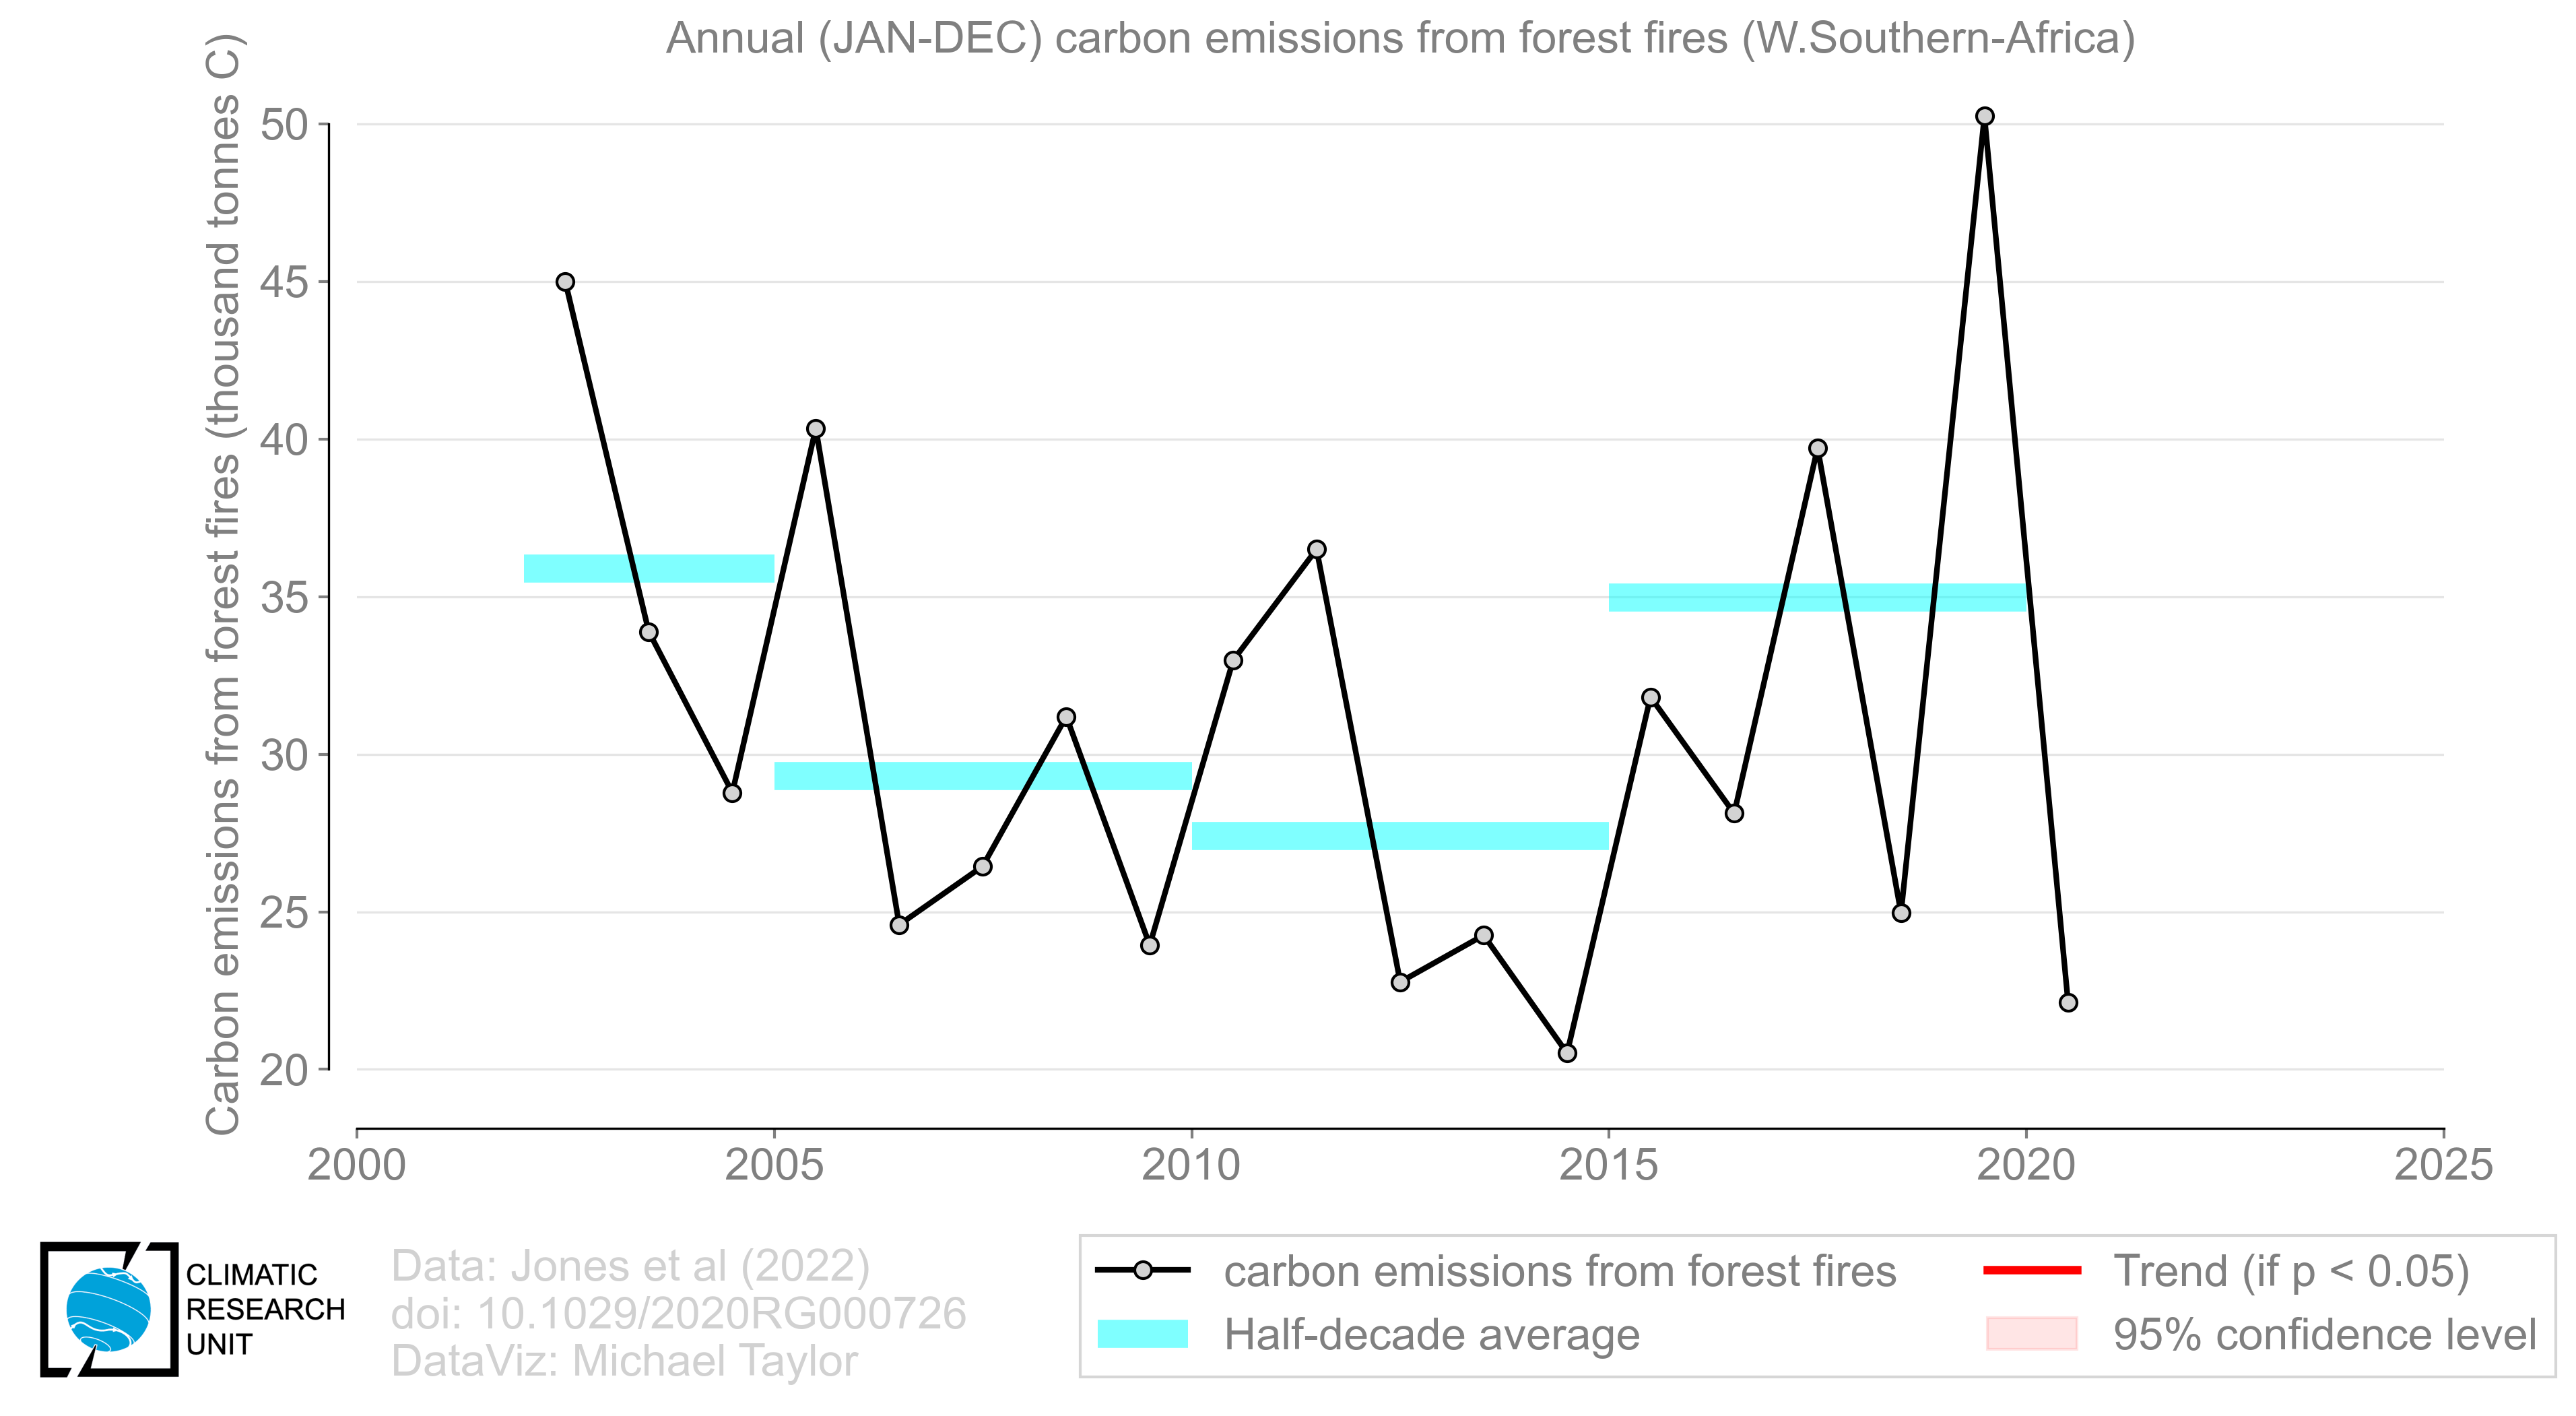 Annual (JAN-DEC) carbon emissions from forest fires (W.Southern-Africa)
Carbon emissions from forest fires (thousand tonnes C)
50
45
40
35
30
25
20
2000
2005
2010
2015
2020
2025
CLIMATIC
RESEARCH
UNIT
Data: Jones et al (2022)
doi: 10.1029/2020RG000726
DataViz: Michael Taylor
carbon emissions from forest fires
Half-decade average
Trend (if p < 0.05)
95% confidence level